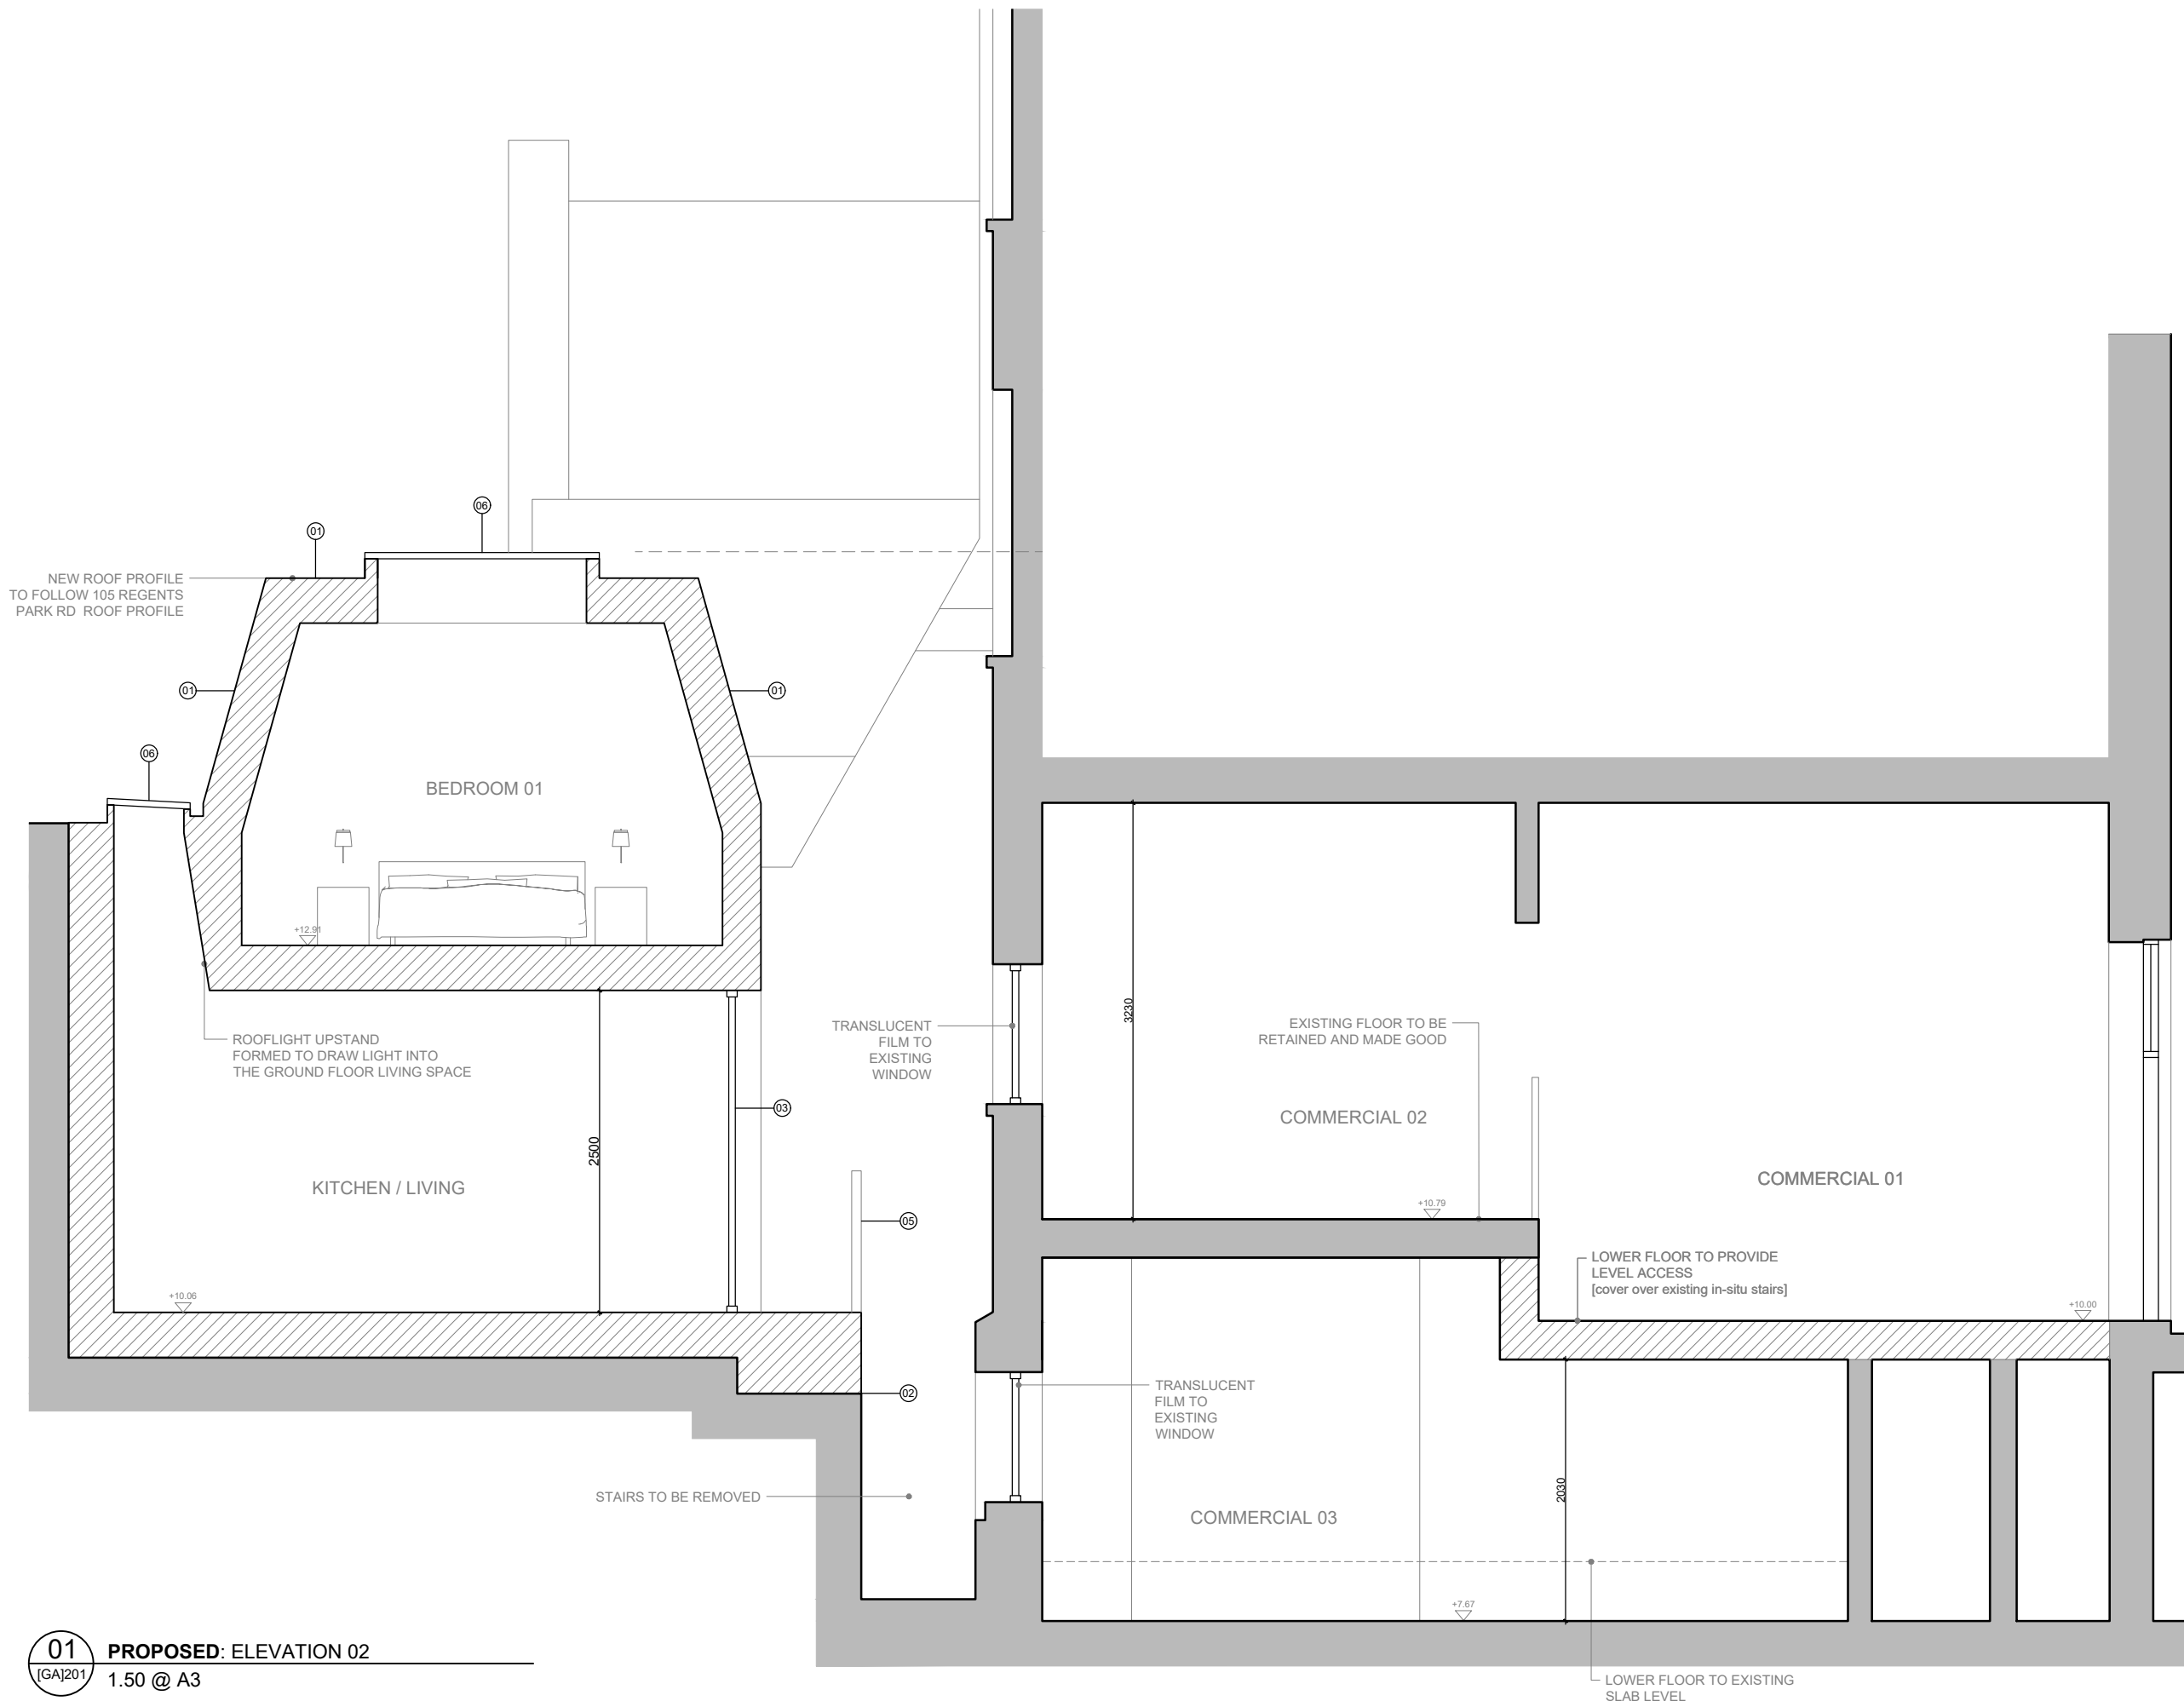 06
01
NEW ROOF PROFILE
TO FOLLOW 105 REGENTS
PARK RD ROOF PROFILE
01
01
06
BEDROOM 01
+12.91
ROOFLIGHT UPSTAND
FORMED TO DRAW LIGHT INTO
THE GROUND FLOOR LIVING SPACE
TRANSLUCENT
FILM TO
EXISTING
WINDOW
3230
EXISTING FLOOR TO BE
RETAINED AND MADE GOOD
03
COMMERCIAL 02
2500
KITCHEN / LIVING
COMMERCIAL 01
05
+10.79
LOWER FLOOR TO PROVIDE
LEVEL ACCESS
[cover over existing in-situ stairs]
+10.06
+10.00
02
TRANSLUCENT
FILM TO
EXISTING
WINDOW
STAIRS TO BE REMOVED
2030
COMMERCIAL 03
+7.67
01
[GA]201
PROPOSED: ELEVATION 02
1.50 @ A3
LOWER FLOOR TO EXISTING
SLAB LEVEL